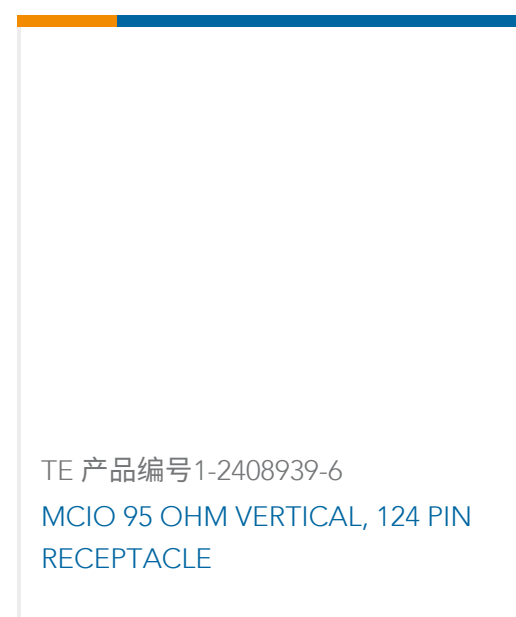 TE 产品编号1-2408939-6
MCIO 95 OHM VERTICAL, 124 PIN
RECEPTACLE